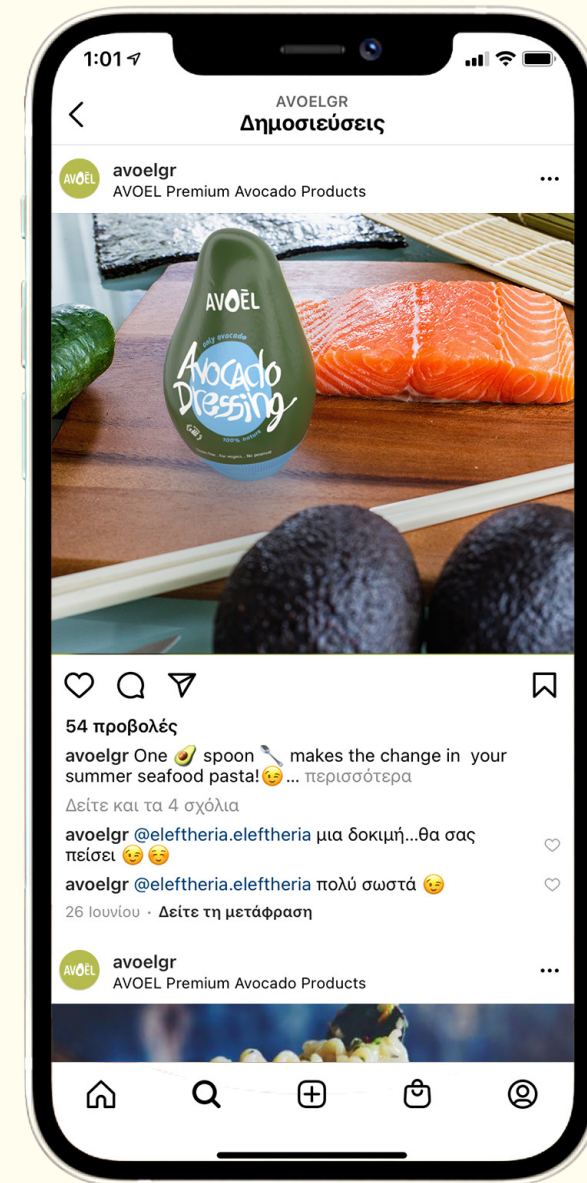 1:01
AVOELGR
Δημοσιεύσεις
AVOĒL
avoelgr
AVOEL Premium Avocado Products
AVOĒL
only avocado
Avocado
Dressing
100% natural
54 προβολές
avoelgr One 🥑 spoon 🥄 makes the change in your
summer seafood pasta!😉... περισσότερα
Δείτε και τα 4 σχόλια
avoelgr @eleftheria.eleftheria μια δοκιμή...θα σας
πείσει 😉☺️
avoelgr @eleftheria.eleftheria πολύ σωστά 😉
26 Ιουνίου · Δείτε τη μετάφραση
AVOĒL
avoelgr
AVOEL Premium Avocado Products